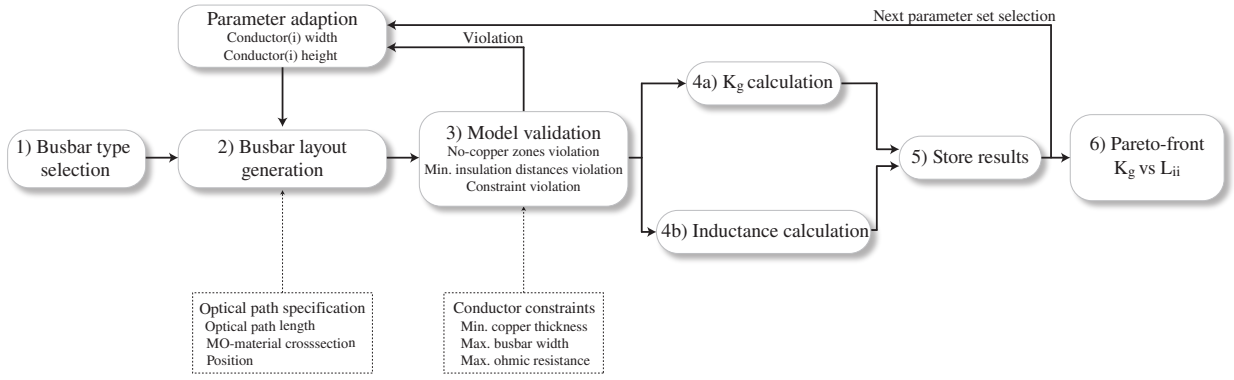 Parameter adaption
Conductor(i) width
Conductor(i) height
Next parameter set selection
Violation
1) Busbar type
selection
2) Busbar layout
generation
3) Model validation
No-copper zones violation
Min. insulation distances violation
Constraint violation
4a) Kg calculation
4b) Inductance calculation
5) Store results
6) Pareto-front
Kg vs Lii
Optical path specification
Optical path length
MO-material crosssection
Position
Conductor constraints
Min. copper thickness
Max. busbar width
Max. ohmic resistance